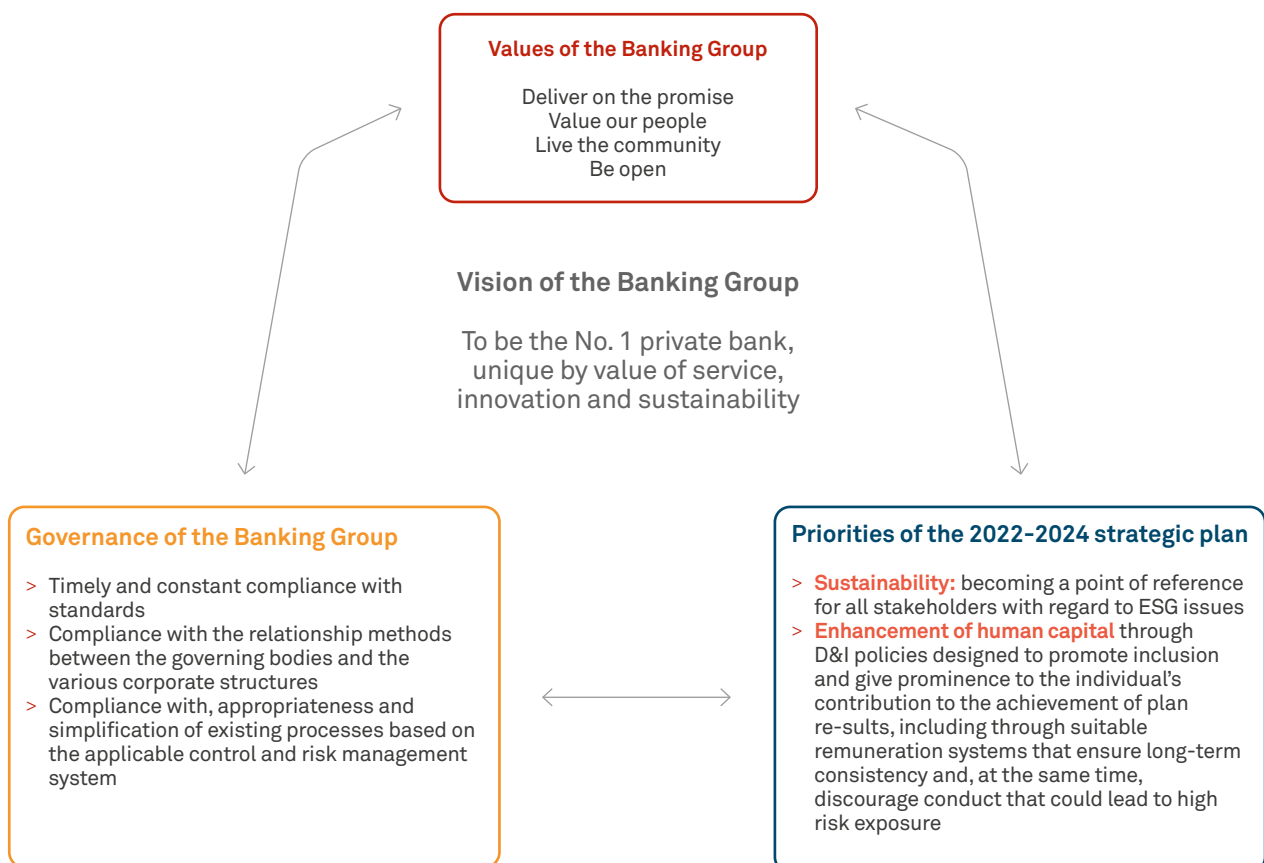 Values of the Banking Group
Deliver on the promise
Value our people
Live the community
Be open
Vision of the Banking Group
To be the No. 1 private bank,
unique by value of service,
innovation and sustainability
Governance of the Banking Group
> Timely and constant compliance with
standards
> Compliance with the relationship methods
between the governing bodies and the
various corporate structures
> Compliance with, appropriateness and
simplification of existing processes based on
the applicable control and risk management
system
Priorities of the 2022-2024 strategic plan
> Sustainability: becoming a point of reference
for all stakeholders with regard to ESG issues
> Enhancement of human capital through
D&I policies designed to promote inclusion
and give prominence to the individual’s
contribution to the achievement of plan
re-sults, including through suitable
remuneration systems that ensure long-term
consistency and, at the same time,
discourage conduct that could lead to high
risk exposure